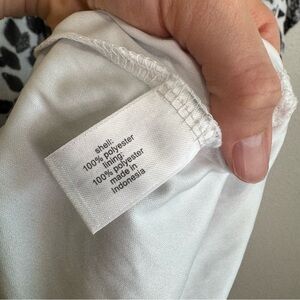 shell:
100% polyester
lining:
100% polyester
made in
indonesia